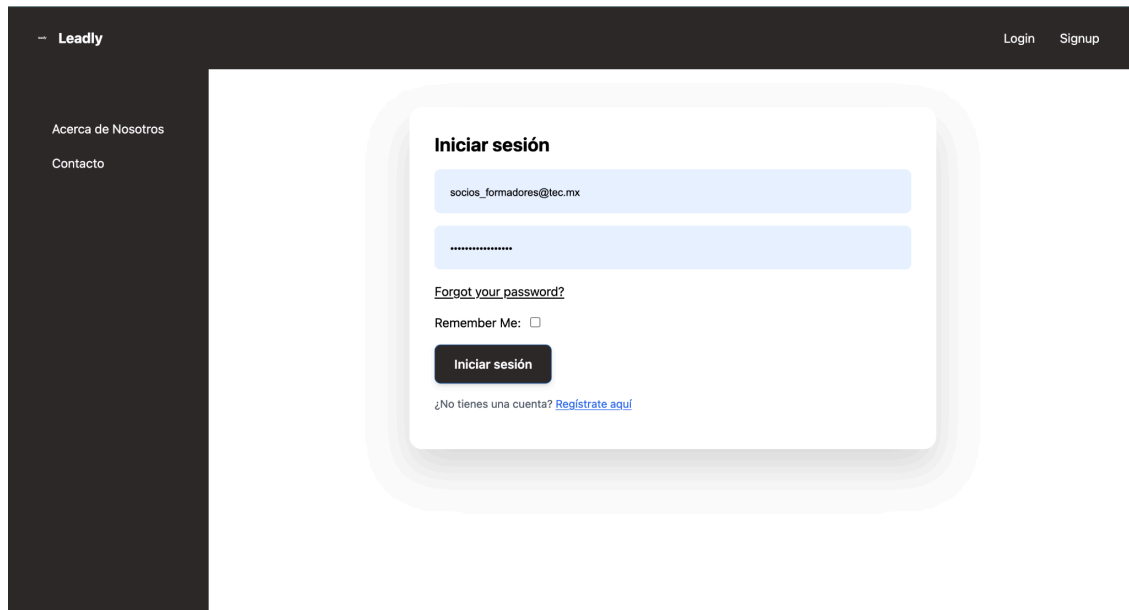 Leadly
Login Signup
Acerca de Nosotros
Contacto
Iniciar sesión
socios_formadores@tec.mx
•••••••••••••••••
Forgot your password?
Remember Me:
Iniciar sesión
¿No tienes una cuenta? Regístrate aquí